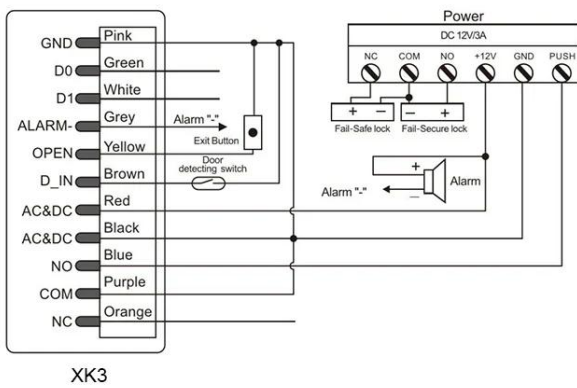 Power
DC 12V/3A
NC COM NO +12V GND PUSH
+ − − +
Fail-Safe lock Fail-Secure lock
GND Pink
D0 Green
D1 White
ALARM- Grey Alarm "-"
Exit Button
OPEN Yellow
Door
detecting switch
D_IN Brown
+
Alarm
Alarm "-"
−
AC&DC Red
AC&DC Black
NO Blue
COM Purple
NC Orange
XK3